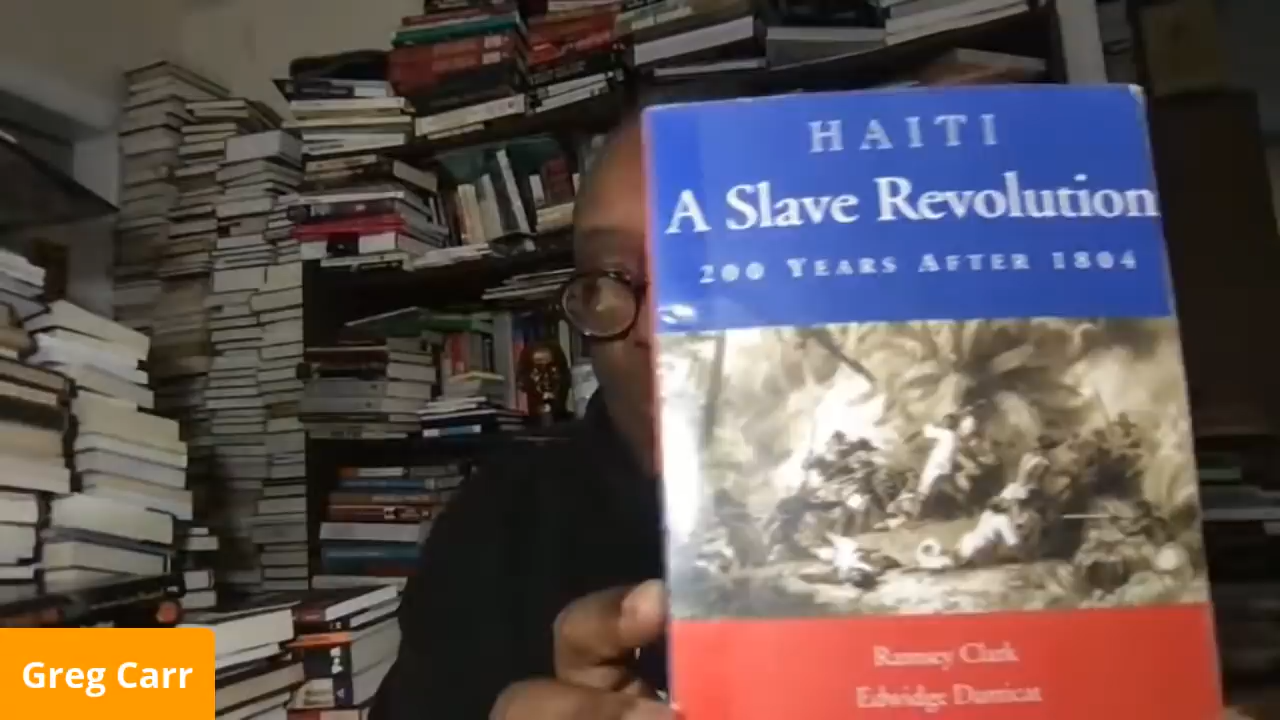 HAITI
A Slave Revolution
200 YEARS AFTER 1804
Ramsey Clark
Edwidge Danticat
Greg Carr